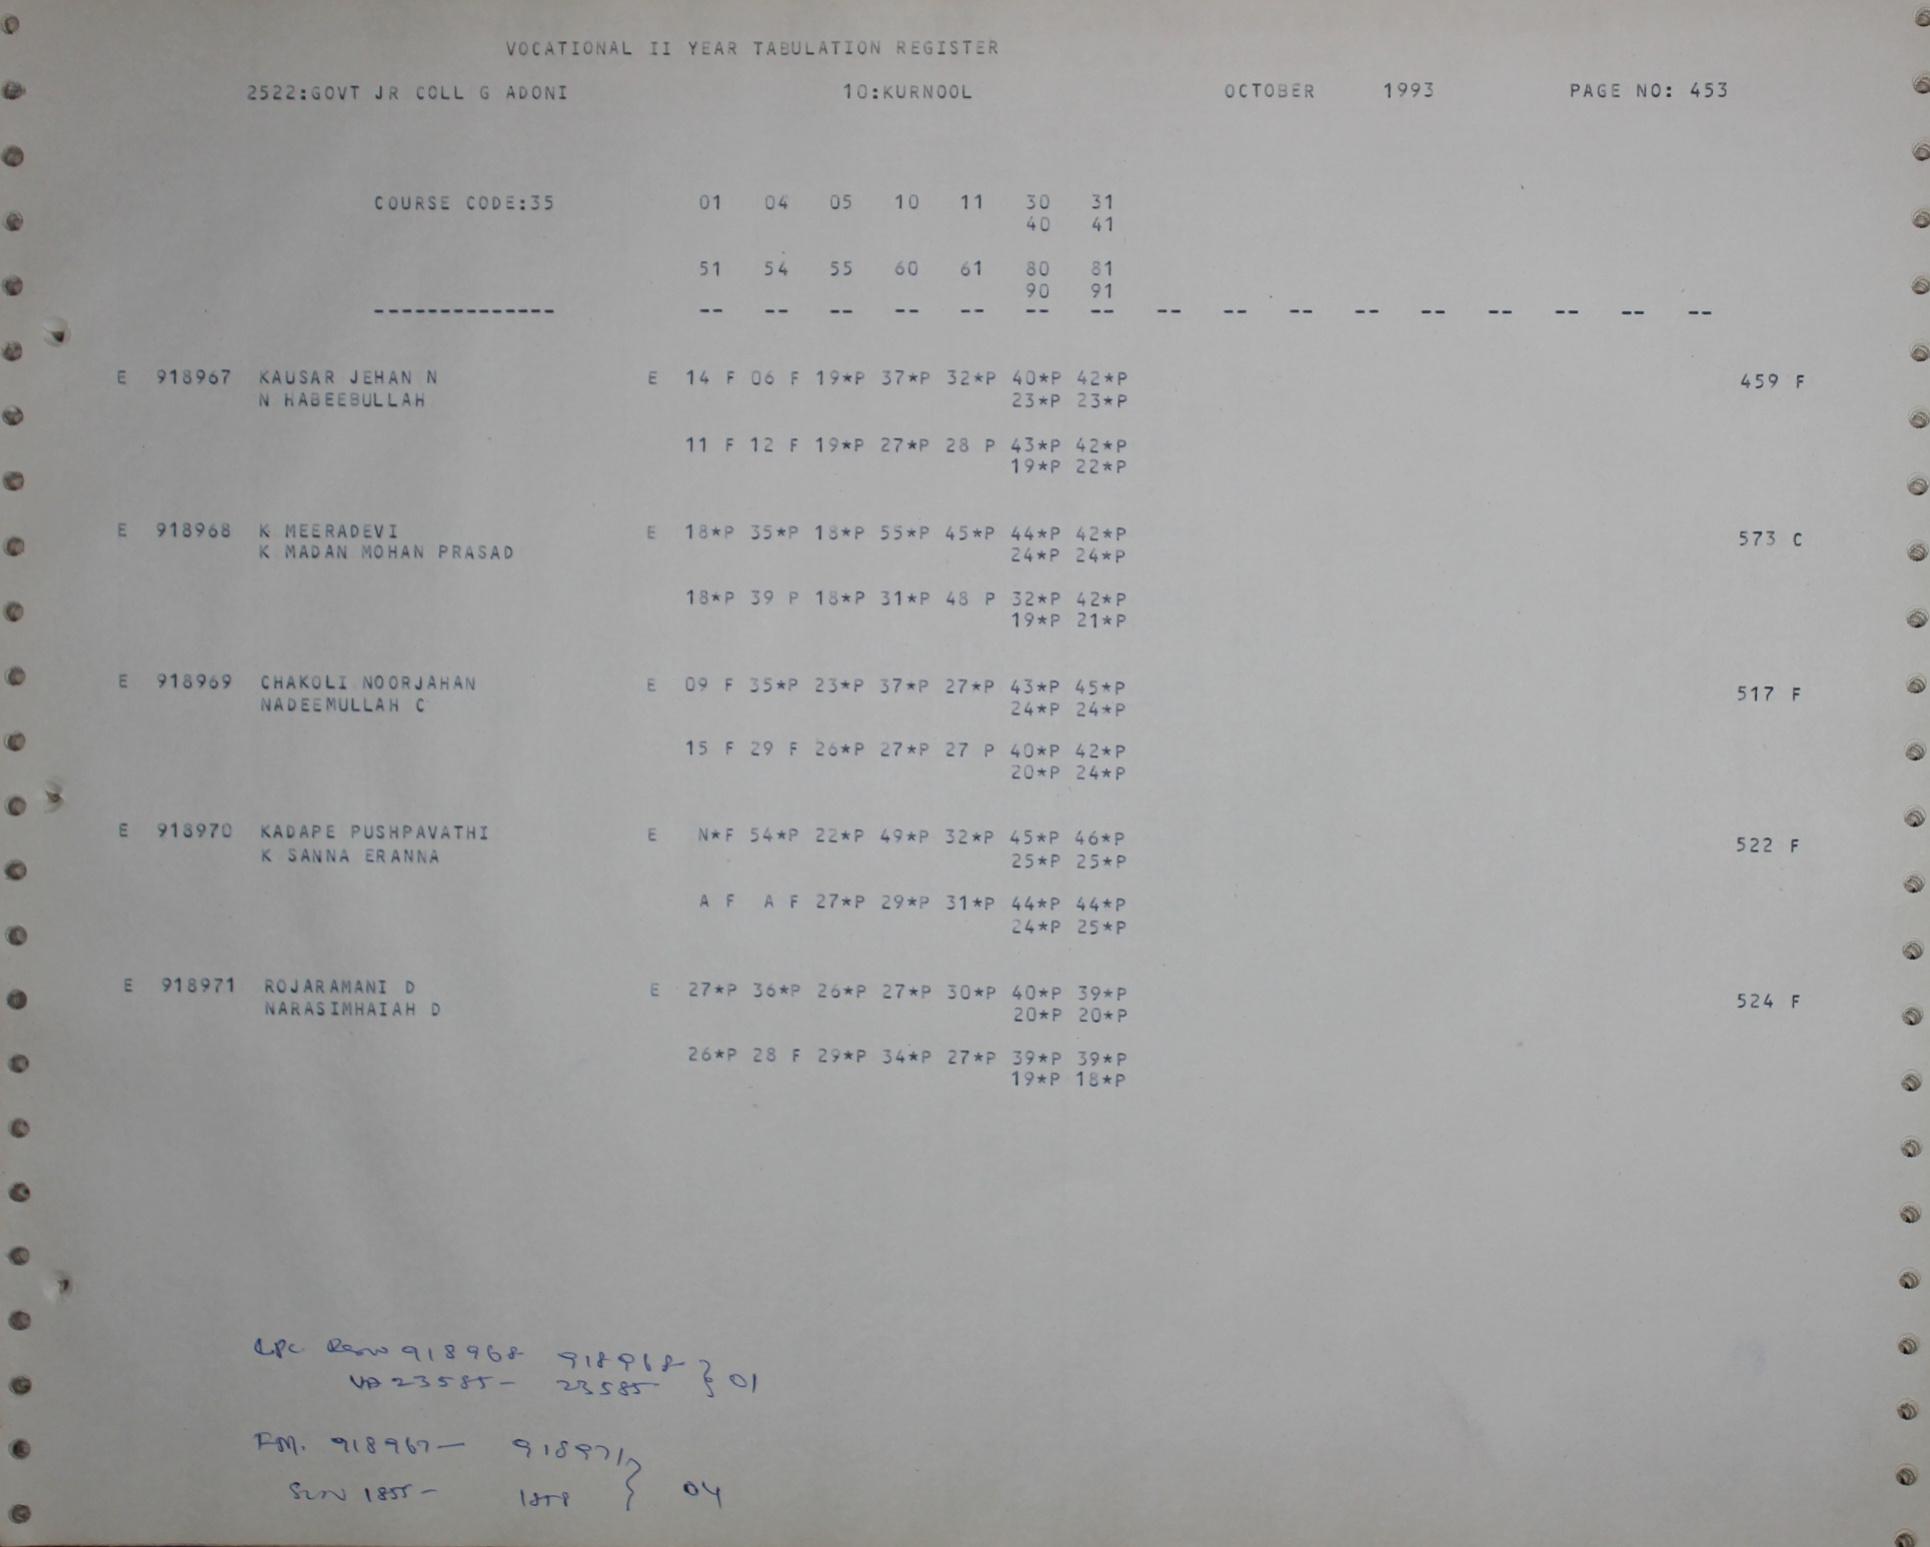 VOCATIONAL II YEAR TABULATION REGISTER
2522:GOVT JR COLL G ADONI 10:KURNOOL OCTOBER 1993 PAGE NO: 453
COURSE CODE:35 01 04 05 10 11 30 31
40 41
51 54 55 60 61 80 81
90 91
-------------- -- -- -- -- -- -- -- -- -- -- -- -- -- -- -- --
E 918967 KAUSAR JEHAN N E 14 F 06 F 19*P 37*P 32*P 40*P 42*P 459 F
N HABEEBULLAH 23*P 23*P
11 F 12 F 19*P 27*P 28 P 43*P 42*P
19*P 22*P
E 918968 K MEERADEVI E 18*P 35*P 18*P 55*P 45*P 44*P 42*P 573 C
K MADAN MOHAN PRASAD 24*P 24*P
18*P 39 P 18*P 31*P 48 P 32*P 42*P
19*P 21*P
E 918969 CHAKOLI NOORJAHAN E 09 F 35*P 23*P 37*P 27*P 43*P 45*P 517 F
NADEEMULLAH C 24*P 24*P
15 F 29 F 26*P 27*P 27 P 40*P 42*P
20*P 24*P
E 918970 KADAPE PUSHPAVATHI E N*F 54*P 22*P 49*P 32*P 45*P 46*P 522 F
K SANNA ERANNA 25*P 25*P
A F A F 27*P 29*P 31*P 44*P 44*P
24*P 25*P
E 918971 ROJARAMANI D E 27*P 36*P 26*P 27*P 30*P 40*P 39*P 524 F
NARASIMHAIAH D 20*P 20*P
26*P 28 F 29*P 34*P 27*P 39*P 39*P
19*P 18*P
918968 918968 } 01
23585 - 23585
F.M. 918967 - 918971 } 04
1855 - 1858